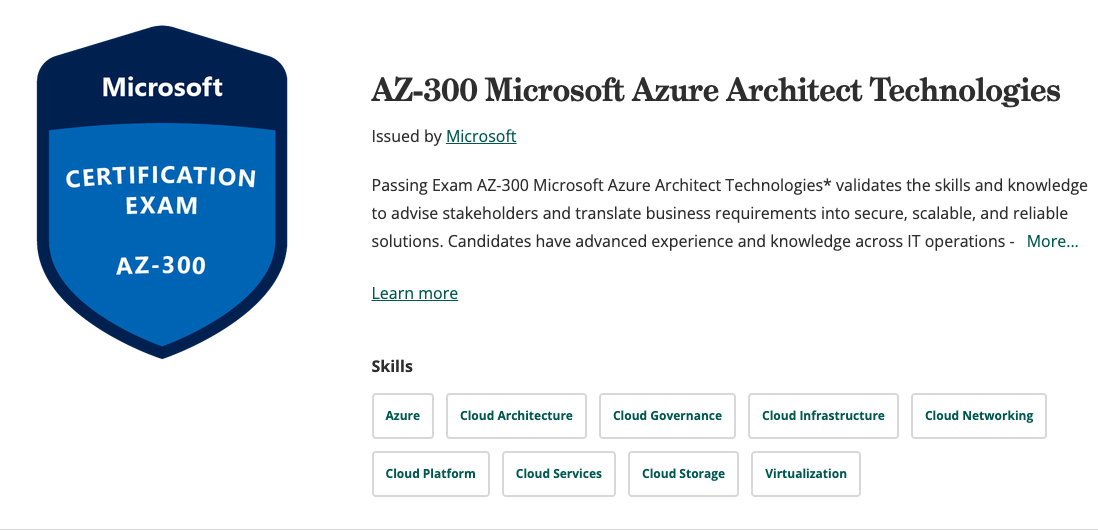 Microsoft
CERTIFICATION
EXAM
AZ-300
AZ-300 Microsoft Azure Architect Technologies
Issued by Microsoft
Passing Exam AZ-300 Microsoft Azure Architect Technologies* validates the skills and knowledge
to advise stakeholders and translate business requirements into secure, scalable, and reliable
solutions. Candidates have advanced experience and knowledge across IT operations - More...
Learn more
Skills
Azure Cloud Architecture Cloud Governance Cloud Infrastructure Cloud Networking
Cloud Platform Cloud Services Cloud Storage Virtualization